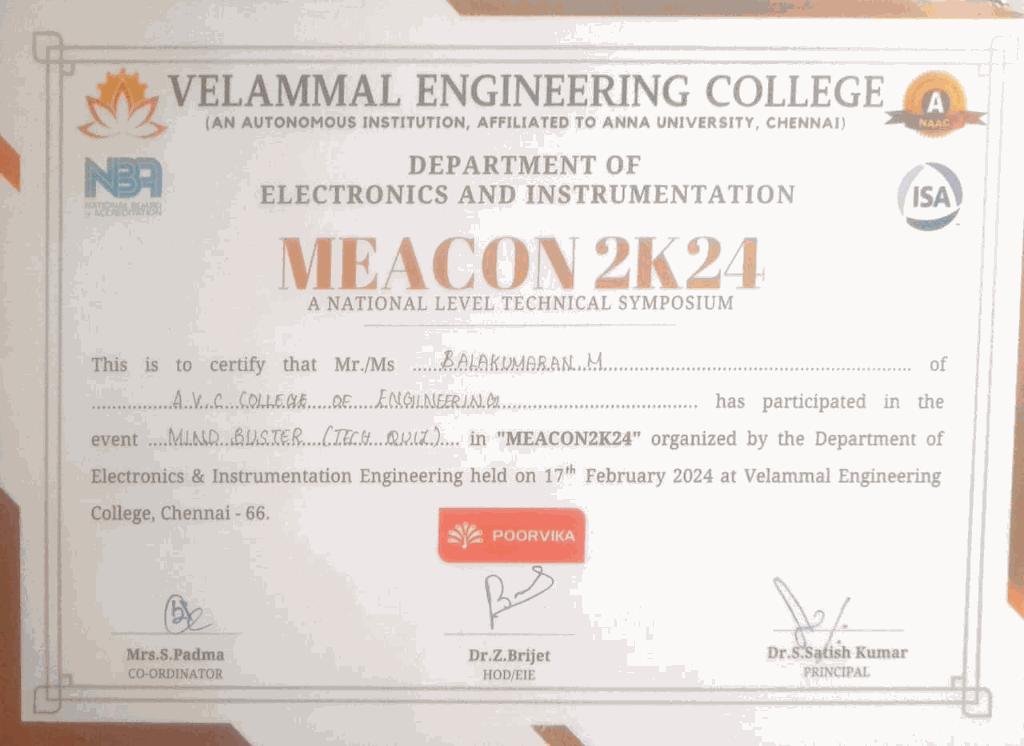 VELAMMAL ENGINEERING COLLEGE
(AN AUTONOMOUS INSTITUTION, AFFILIATED TO ANNA UNIVERSITY, CHENNAI)
A
NAAC
NBA
NATIONAL BOARD
of ACCREDITATION
DEPARTMENT OF
ELECTRONICS AND INSTRUMENTATION
ISA
MEACON 2K24
A NATIONAL LEVEL TECHNICAL SYMPOSIUM
This is to certify that Mr./Ms BALAKUMARAN.M of
A.V.C COLLEGE OF ENGINEERING has participated in the
event MIND BUSTER (TECH QUIZ) in "MEACON2K24" organized by the Department of
Electronics & Instrumentation Engineering held on 17th February 2024 at Velammal Engineering
College, Chennai - 66.
POORVIKA
Mrs.S.Padma
CO-ORDINATOR
Dr.Z.Brijet
HOD/EIE
Dr.S.Satish Kumar
PRINCIPAL